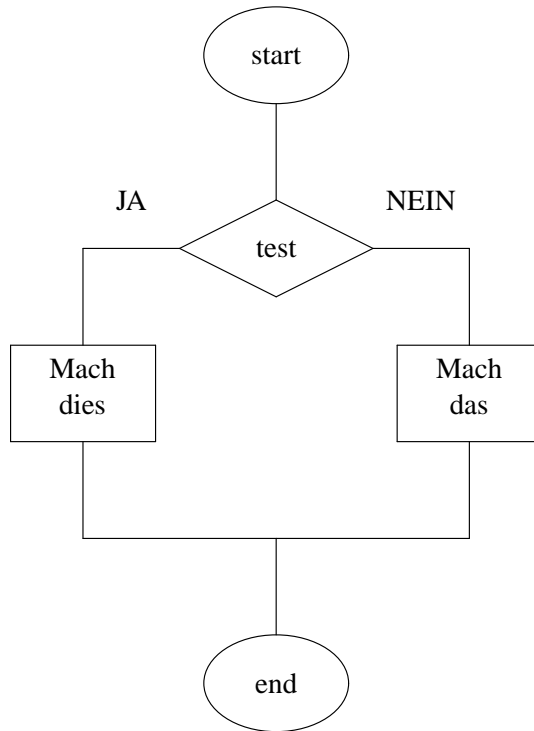 start
JA
NEIN
test
Mach
dies
Mach
das
end